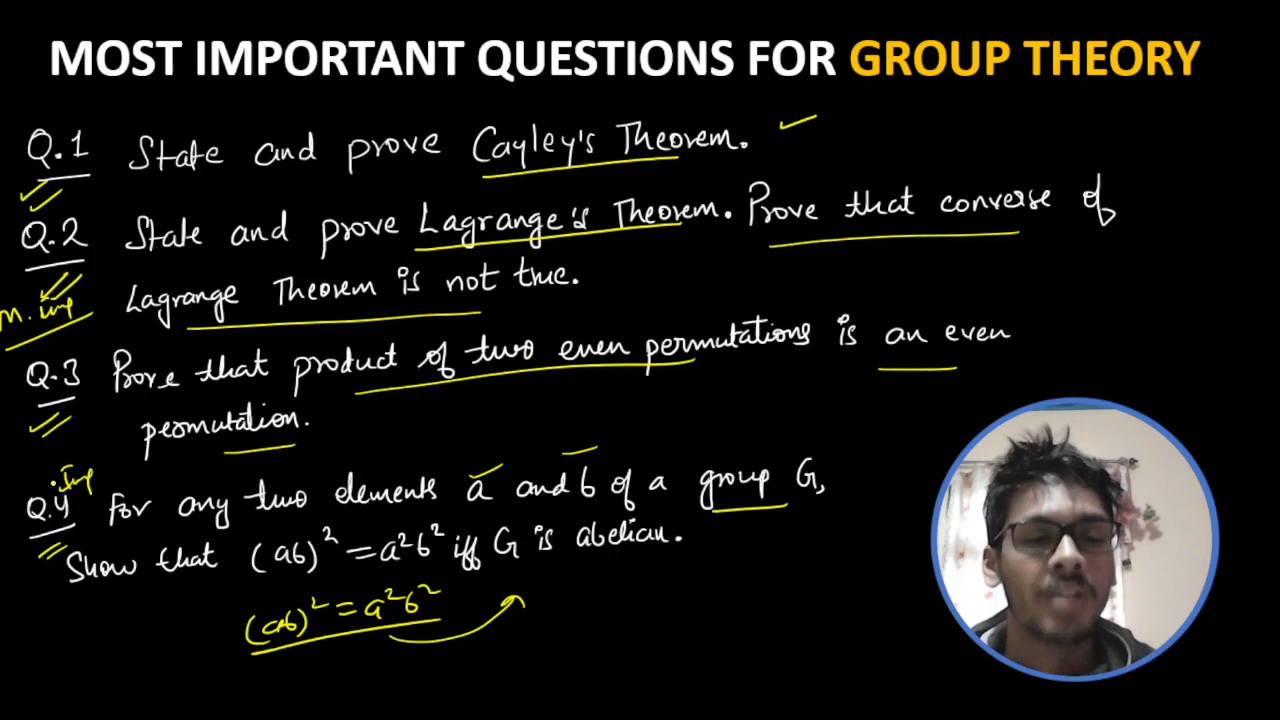 MOST IMPORTANT QUESTIONS FOR GROUP THEORY
Q.1 State and prove Cayley's Theorem.
Q.2 State and prove Lagrange's Theorem. Prove that converse of
M. imp Lagrange Theorem is not true.
Q.3 Prove that product of two even permutations is an even
permutation.
Imp
Q.4 For any two elements a and b of a group G,
Show that (ab)² = a²b² iff G is abelian.
(ab)² = a²b²